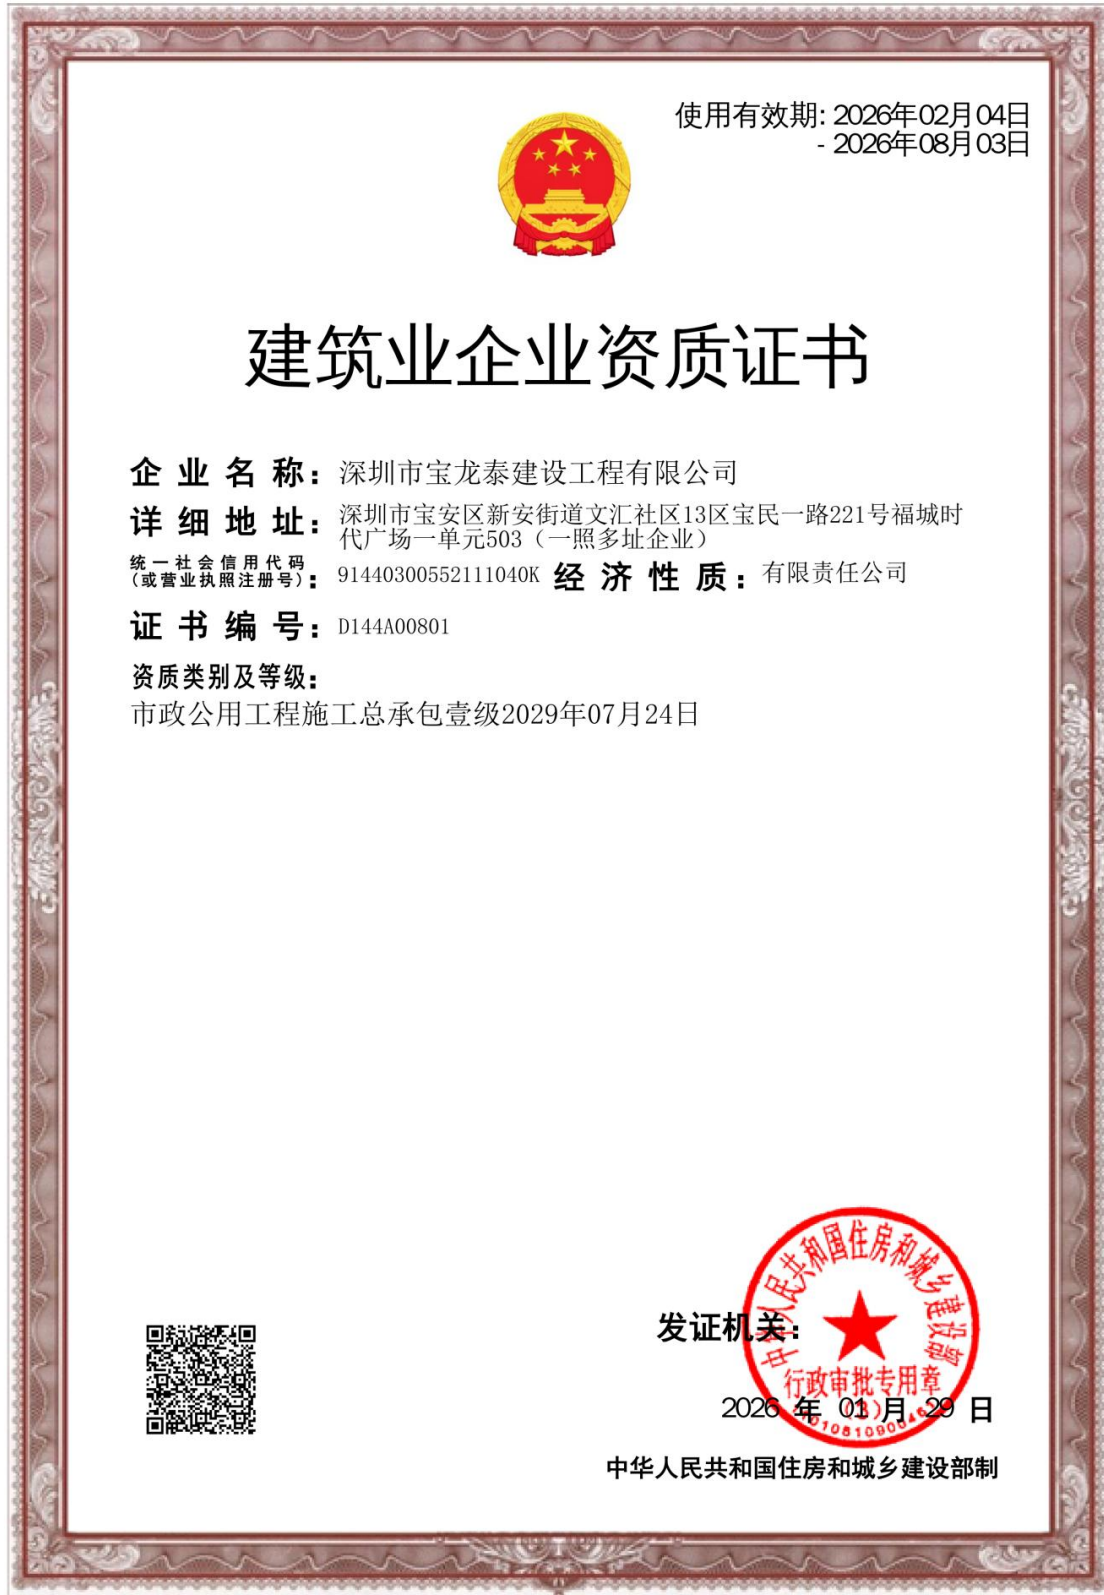 使用有效期: 2026年02月04日
- 2026年08月03日
建筑业企业资质证书
企业名称：深圳市宝龙泰建设工程有限公司
详细地址：深圳市宝安区新安街道文汇社区13区宝民一路221号福城时
代广场一单元503（一照多址企业）
统一社会信用代码
（或营业执照注册号）：91440300552111040K 经济性质：有限责任公司
证书编号：D144A00801
资质类别及等级：
市政公用工程施工总承包壹级2029年07月24日
中华人民共和国住房和城乡建设部
发证机关：
行政审批专用章
2026 年 01 月 29 日
中华人民共和国住房和城乡建设部制